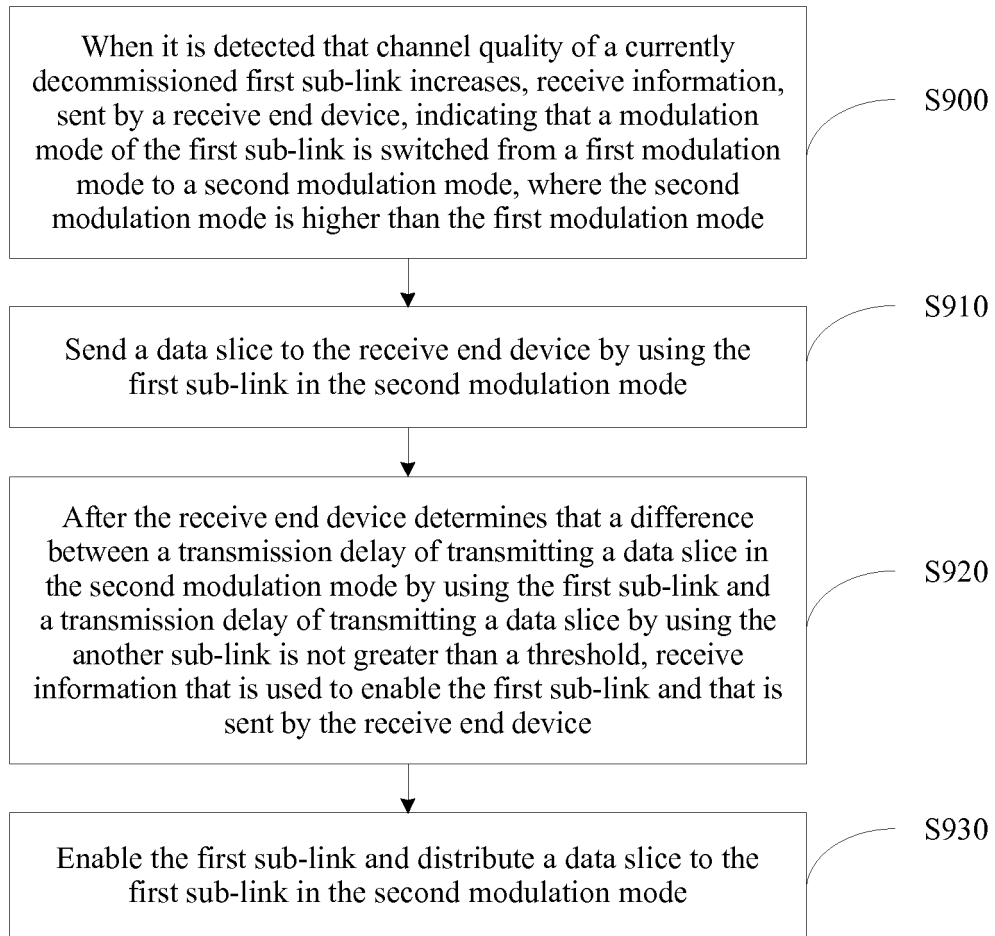 When it is detected that channel quality of a currently
decommissioned first sub-link increases, receive information,
sent by a receive end device, indicating that a modulation
mode of the first sub-link is switched from a first modulation
mode to a second modulation mode, where the second
modulation mode is higher than the first modulation mode
S900
Send a data slice to the receive end device by using the
first sub-link in the second modulation mode
S910
After the receive end device determines that a difference
between a transmission delay of transmitting a data slice in
the second modulation mode by using the first sub-link and
a transmission delay of transmitting a data slice by using the
another sub-link is not greater than a threshold, receive
information that is used to enable the first sub-link and that is
sent by the receive end device
S920
Enable the first sub-link and distribute a data slice to the
first sub-link in the second modulation mode
S930